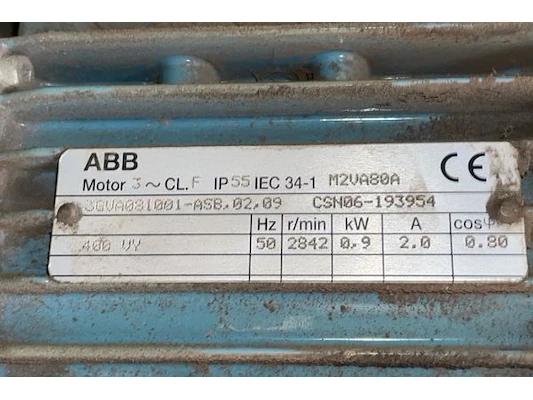 ABB
CE
Motor 3~CL.F IP55 IEC 34-1 M2VA80A
3GVA081001-ASB,02,09 CSN06-193954
Hz r/min kW A cosφ
400 VY 50 2842 0,9 2.0 0.80